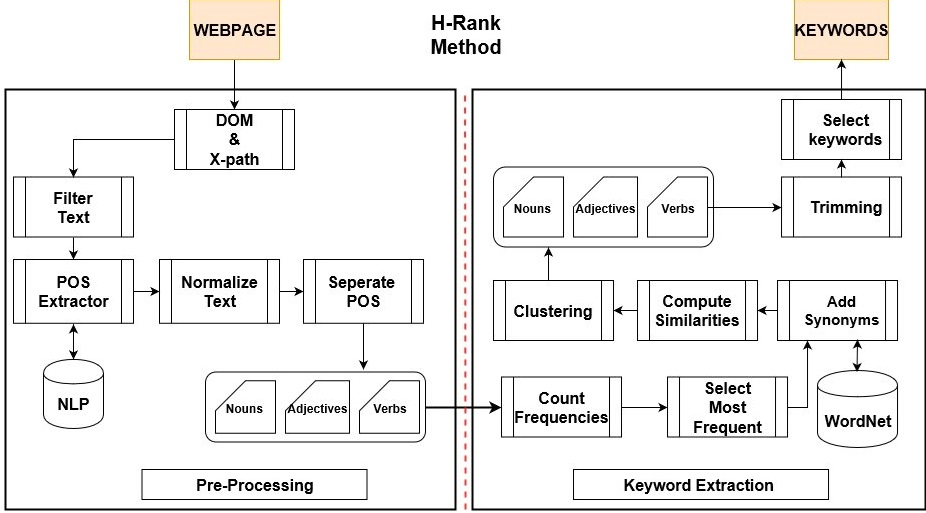 H-Rank
Method
WEBPAGE
KEYWORDS
DOM
&
X-path
Filter
Text
POS
Extractor
Normalize
Text
Seperate
POS
NLP
Nouns
Adjectives
Verbs
Pre-Processing
Select
keywords
Nouns
Adjectives
Verbs
Trimming
Clustering
Compute
Similarities
Add
Synonyms
Count
Frequencies
Select
Most
Frequent
WordNet
Keyword Extraction